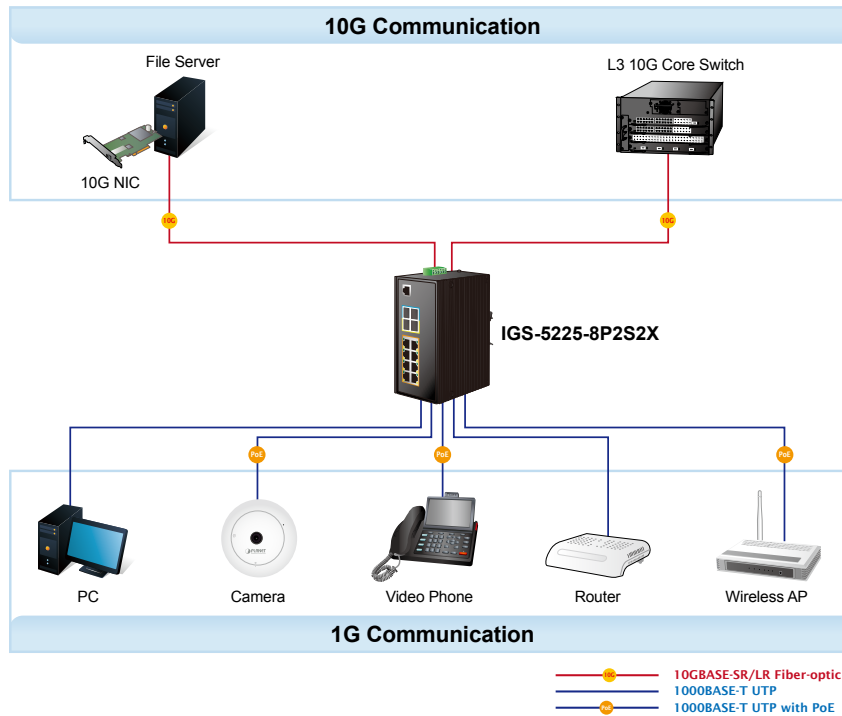 10G Communication
File Server
L3 10G Core Switch
10G NIC
10G
10G
IGS-5225-8P2S2X
PoE
PoE
PoE
PLANET
PC
Camera
Video Phone
Router
Wireless AP
1G Communication
10G
10GBASE-SR/LR Fiber-optic
1000BASE-T UTP
PoE
1000BASE-T UTP with PoE